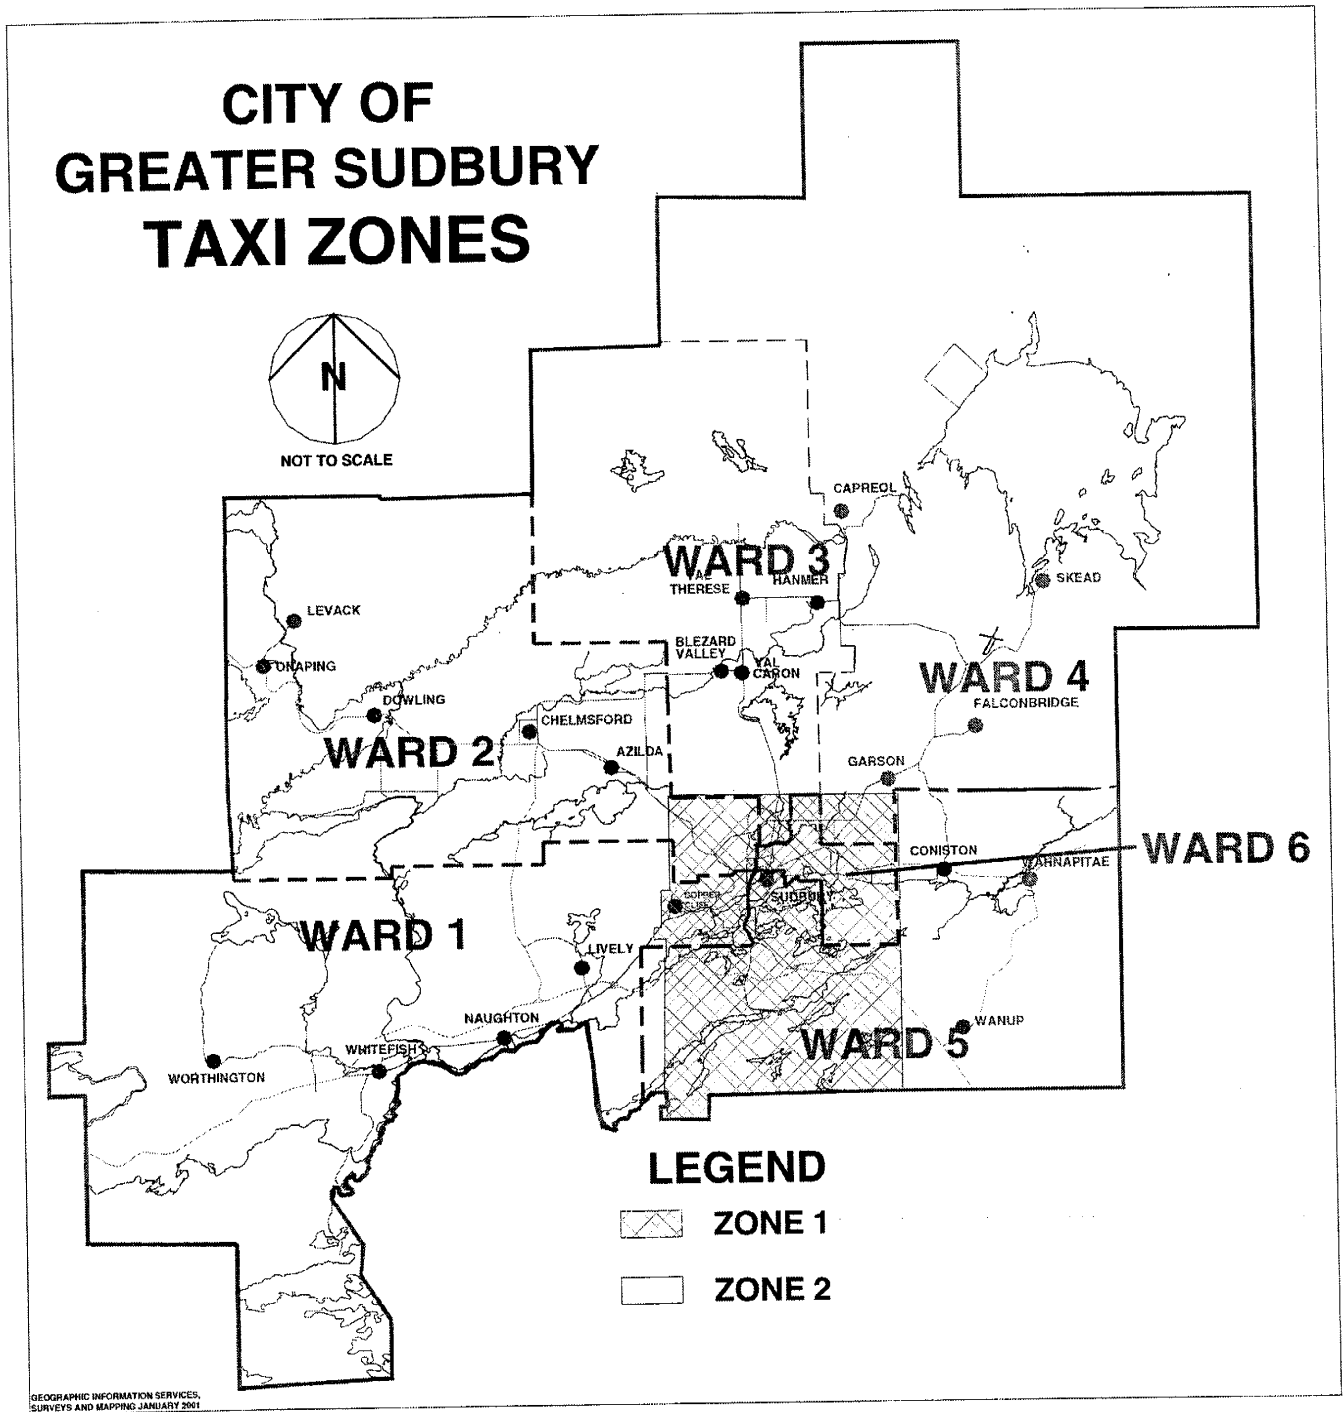 CITY OF
GREATER SUDBURY
TAXI ZONES
N
NOT TO SCALE
CAPREOL
WARD 3
VAL
THERESE
HANMER
SKEAD
LEVACK
ONAPING
BLEZARD
VALLEY
VAL
CARON
WARD 4
FALCONBRIDGE
DOWLING
CHELMSFORD
WARD 2
AZILDA
GARSON
CONISTON
WARD 6
WAHNAPITAE
COPPER
CLIFF
SUDBURY
WARD 1
LIVELY
NAUGHTON
WANUP
WARD 5
WHITEFISH
WORTHINGTON
LEGEND
ZONE 1
ZONE 2
GEOGRAPHIC INFORMATION SERVICES,
SURVEYS AND MAPPING JANUARY 2001